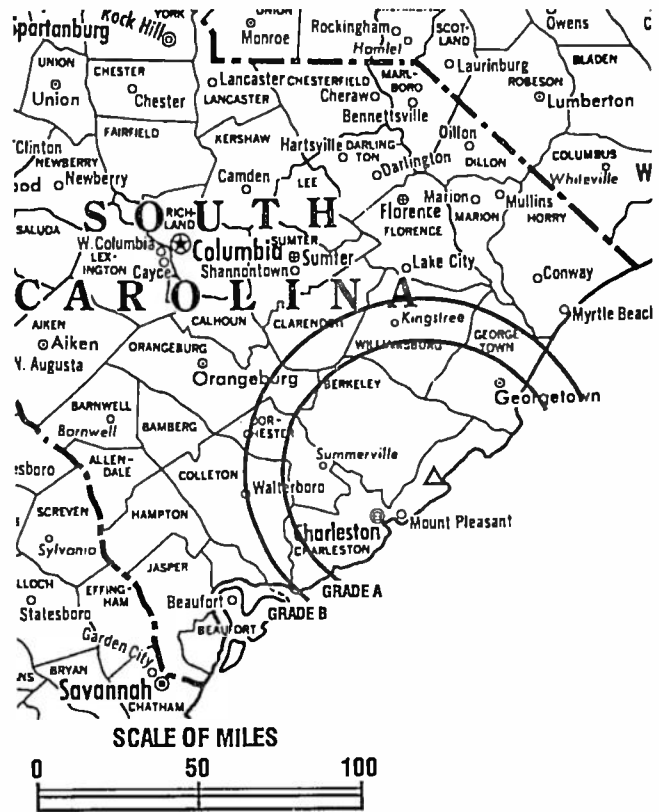 YORK
UNION
Spartanburg
Rock Hill
Monroe
Rockingham
Hamlet
SCOT-
LAND
Owens
UNION
Union
CHESTER
Chester
Lancaster
LANCASTER
CHESTERFIELD
Cheraw
MARL-
BORO
Bennettsville
Laurinburg
ROBESON
Lumberton
BLADEN
Clinton
NEWBERRY
Newberry
FAIRFIELD
KERSHAW
Camden
Hartsville
DARLING
TON
Darlington
LEE
Dillon
DILLON
COLUMBUS
Whiteville
SOUTH
SALUDA
RICH-
LAND
W. Columbia
LEX-
INGTON
Cayce
Columbia
SUMTER
Sumter
Shannontown
Florence
FLORENCE
Marion
MARION
Mullins
HORRY
Lake City
Conway
CAROLINA
AIKEN
Aiken
CALHOUN
CLARENDON
Kingstree
WILLIAMSBURG
GEORGE
TOWN
Myrtle Beach
ORANGEBURG
Orangeburg
BERKELEY
Georgetown
BARNWELL
Barnwell
BAMBERG
DOR-
CHESTER
ALLEN-
DALE
COLLETON
Summerville
Walterboro
SCREVEN
Sylvania
HAMPTON
Charleston
CHARLESTON
Mount Pleasant
JASPER
EFFING-
HAM
Statesboro
Beaufort
BEAUFORT
GRADE A
GRADE B
Garden City
BRYAN
Savannah
CHATHAM
SCALE OF MILES
0 50 100